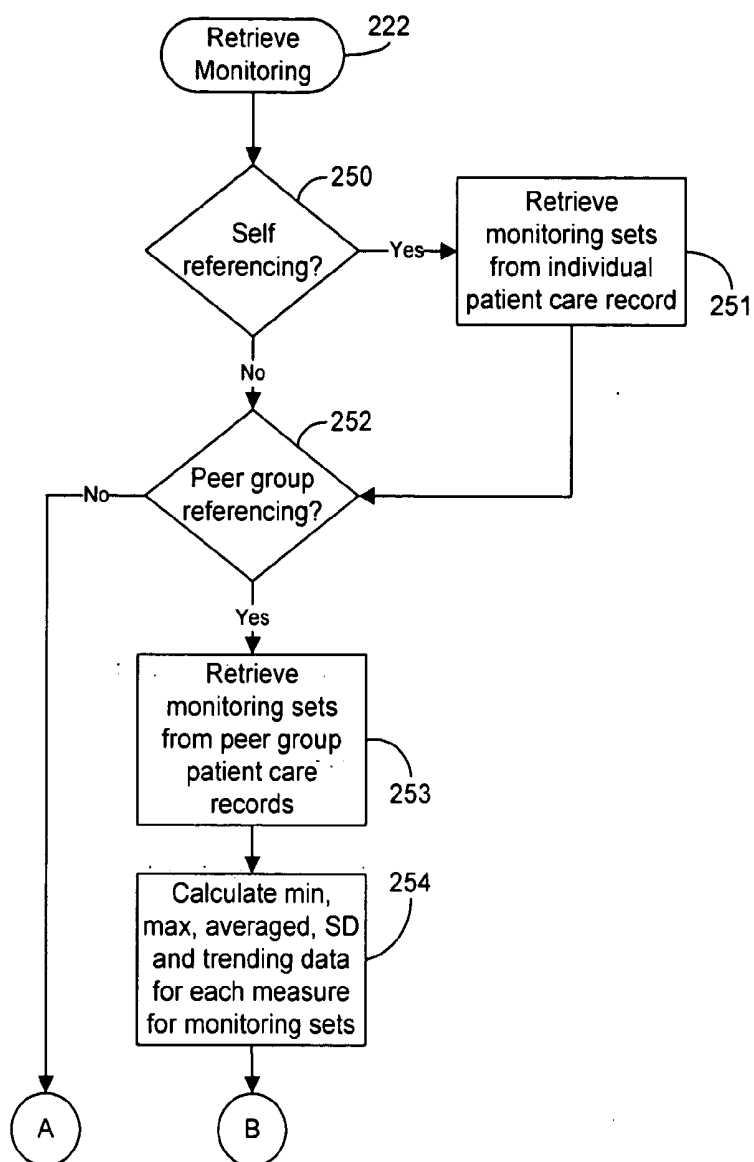 Retrieve
Monitoring
222
250
Self
referencing?
Yes
Retrieve
monitoring sets
from individual
patient care record
251
No
252
Peer group
referencing?
No
Yes
Retrieve
monitoring sets
from peer group
patient care
records
253
254
Calculate min,
max, averaged, SD
and trending data
for each measure
for monitoring sets
A
B